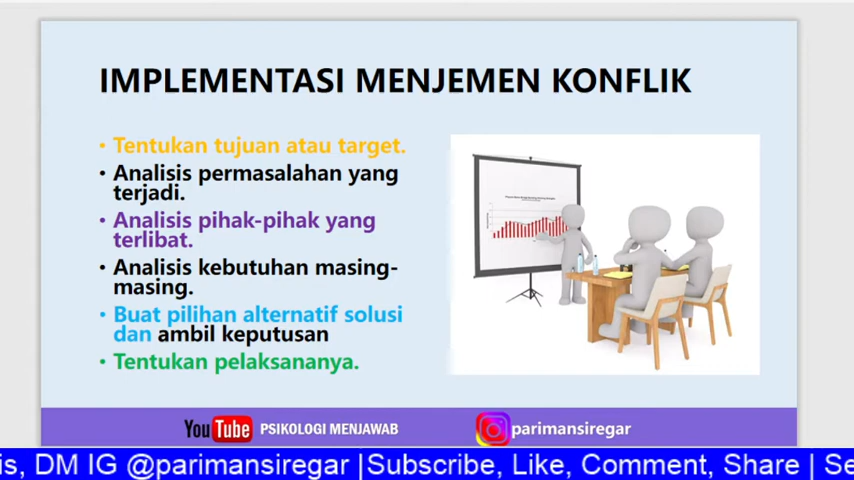 IMPLEMENTASI MENJEMEN KONFLIK
• Tentukan tujuan atau target.
• Analisis permasalahan yang
terjadi.
• Analisis pihak-pihak yang
terlibat.
• Analisis kebutuhan masing-
masing.
• Buat pilihan alternatif solusi
dan ambil keputusan
• Tentukan pelaksananya.
YouTube PSIKOLOGI MENJAWAB
parimansiregar
is, DM IG @parimansiregar |Subscribe, Like, Comment, Share | Se